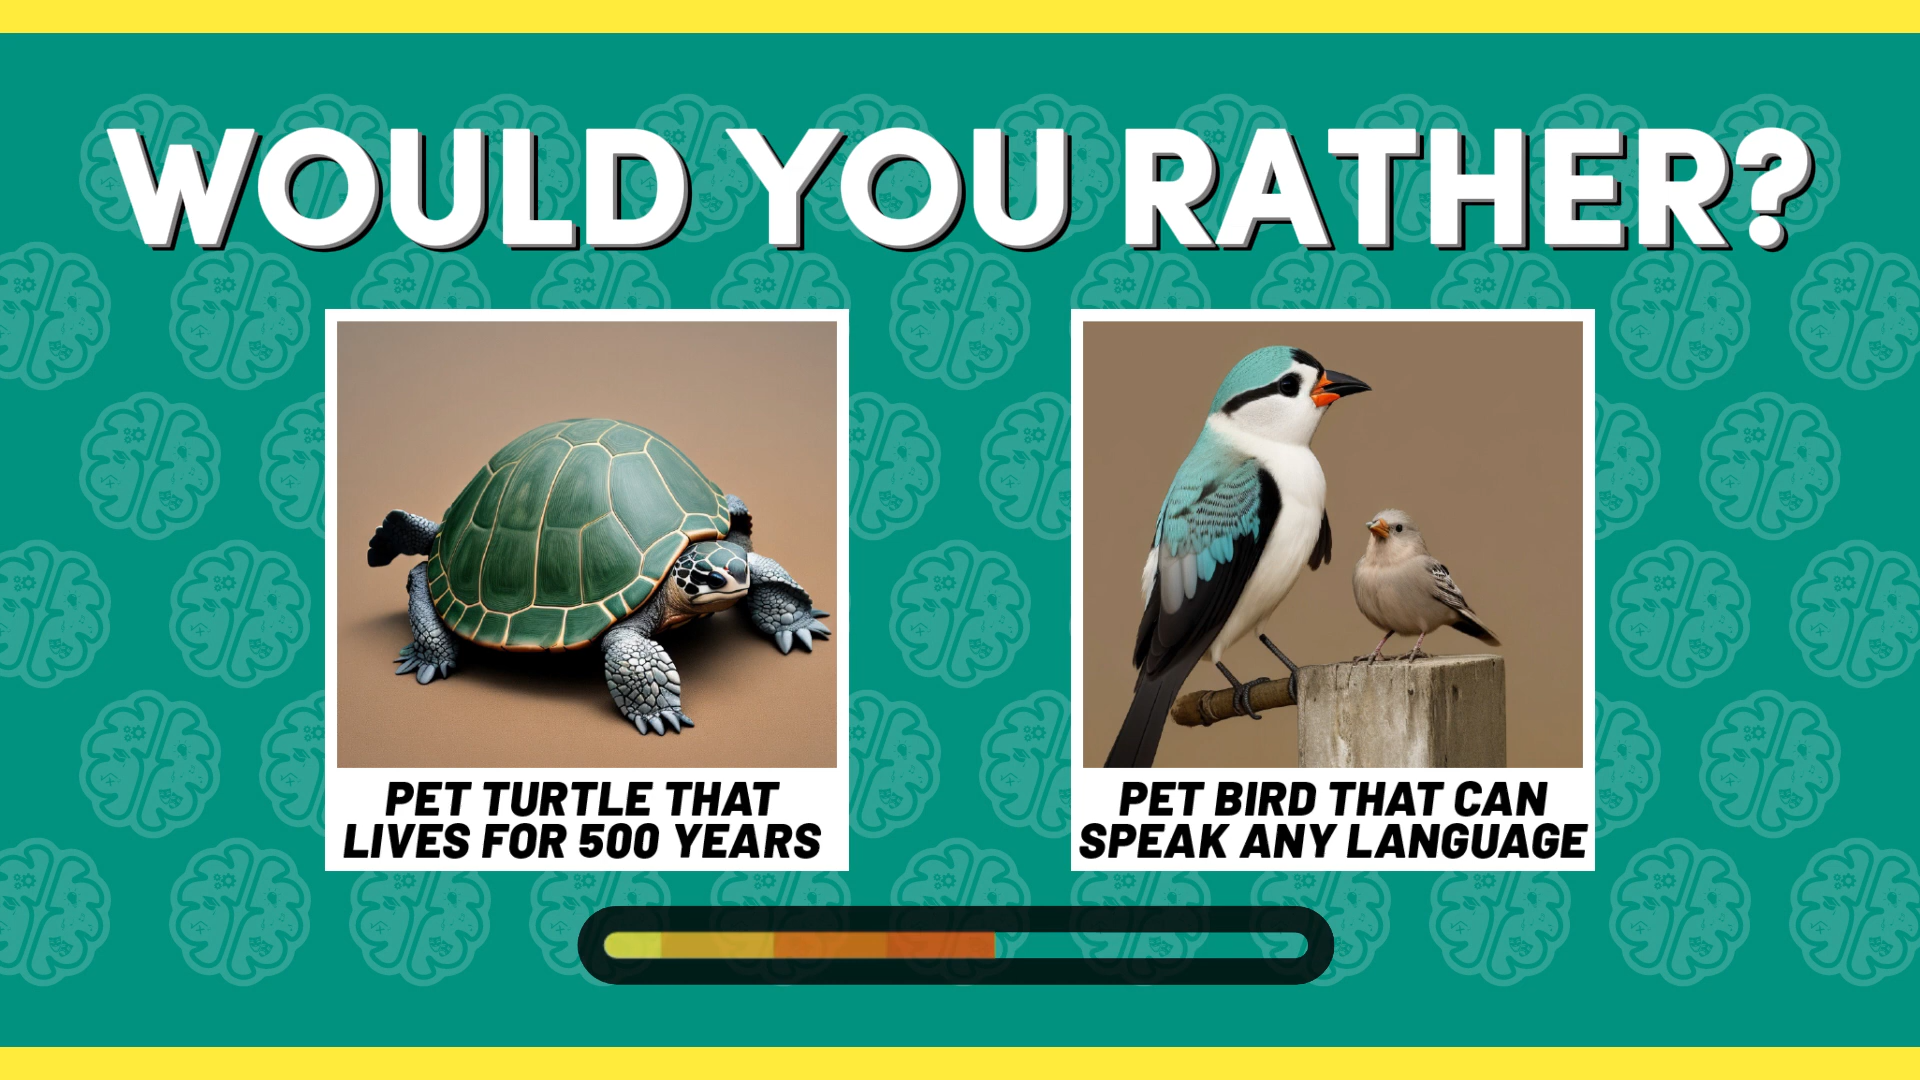 WOULD YOU RATHER?
PET TURTLE THAT
LIVES FOR 500 YEARS
PET BIRD THAT CAN
SPEAK ANY LANGUAGE